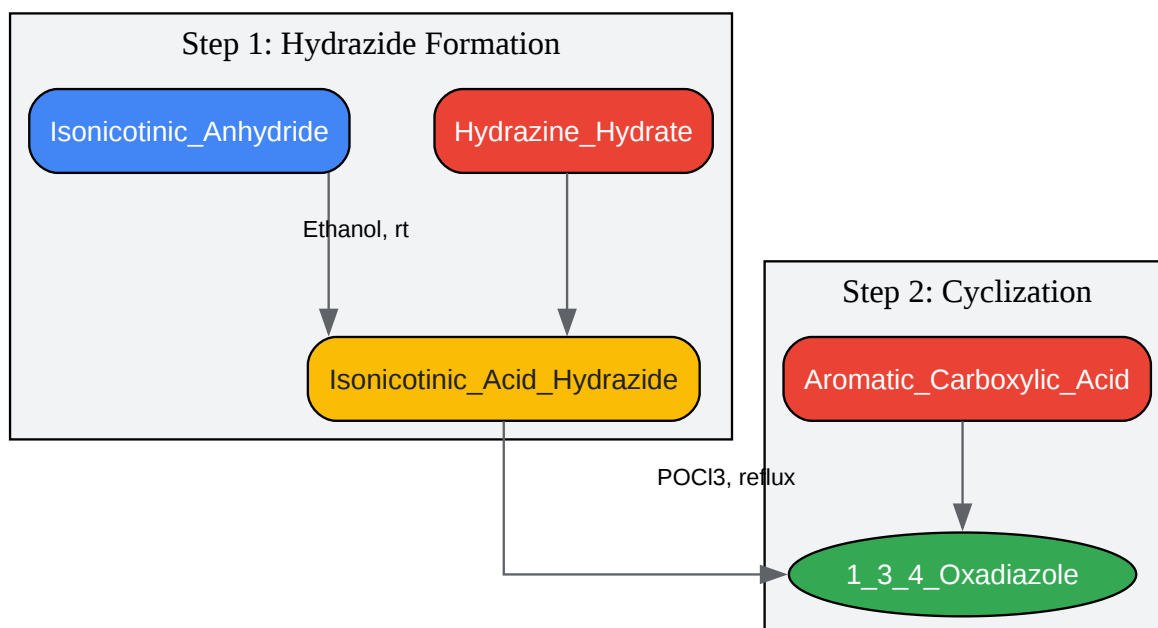 Step 1: Hydrazide Formation
Isonicotinic_Anhydride
Hydrazine_Hydrate
Ethanol, rt
Isonicotinic_Acid_Hydrazide
Step 2: Cyclization
Aromatic_Carboxylic_Acid
POCl3, reflux
1_3_4_Oxadiazole